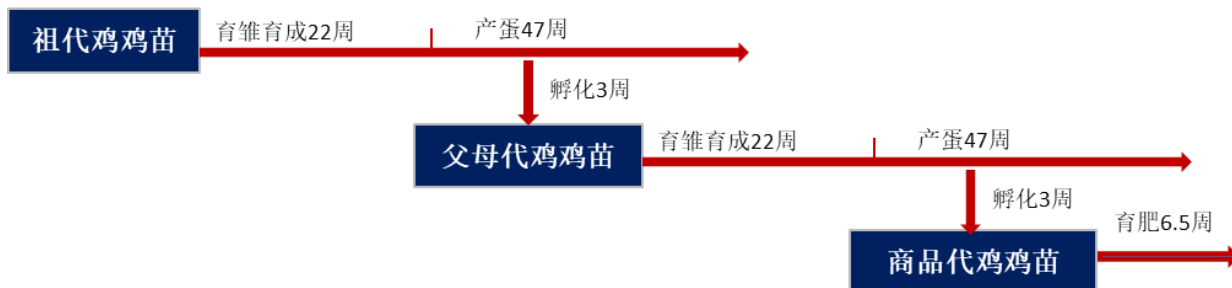 祖代鸡鸡苗
育雏育成22周
产蛋47周
孵化3周
父母代鸡鸡苗
育雏育成22周
产蛋47周
孵化3周
商品代鸡鸡苗
育肥6.5周